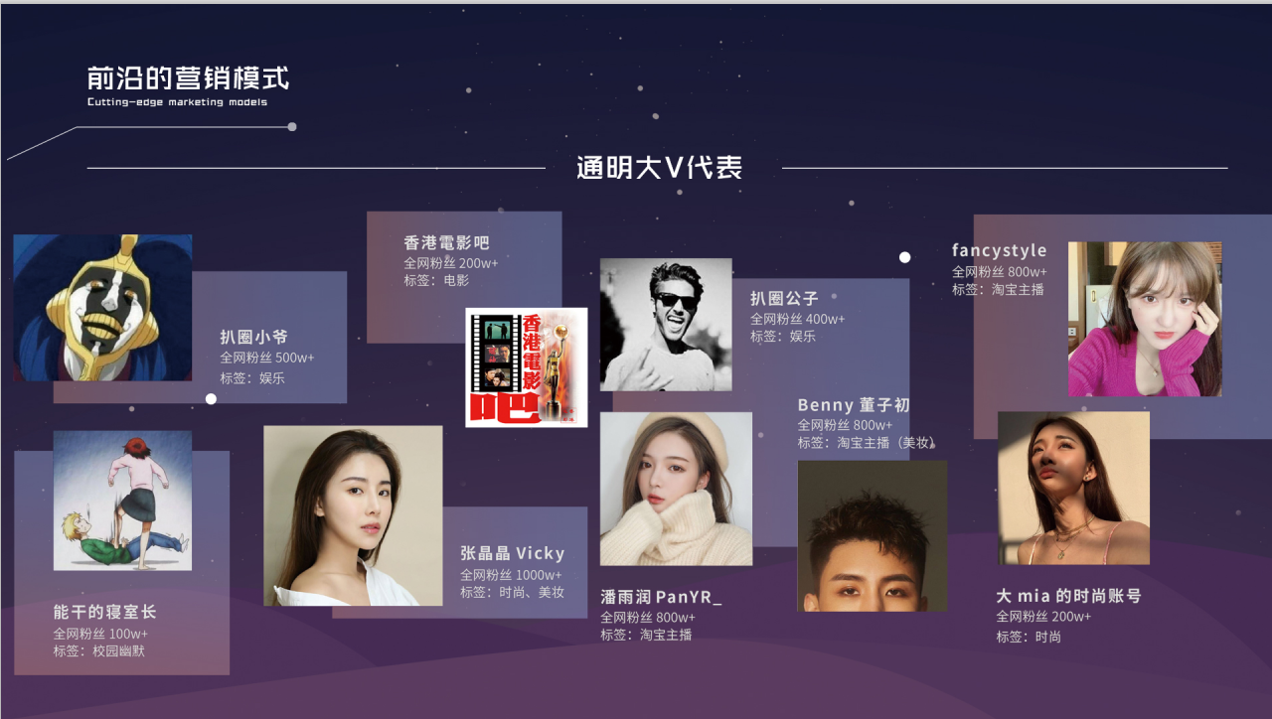 前沿的营销模式
Cutting-edge marketing models
通明大V代表
扒圈小爷
全网粉丝 500w+
标签：娱乐
香港電影吧
全网粉丝 200w+
标签：电影
香港電影
吧
扒圈公子
全网粉丝 400w+
标签：娱乐
fancystyle
全网粉丝 800w+
标签：淘宝主播
Benny 董子初
全网粉丝 800w+
标签：淘宝主播（美妆）
能干的寝室长
全网粉丝 100w+
标签：校园幽默
张晶晶 Vicky
全网粉丝 1000w+
标签：时尚、美妆
潘雨润 PanYR_
全网粉丝 800w+
标签：淘宝主播
大 mia 的时尚账号
全网粉丝 200w+
标签：时尚